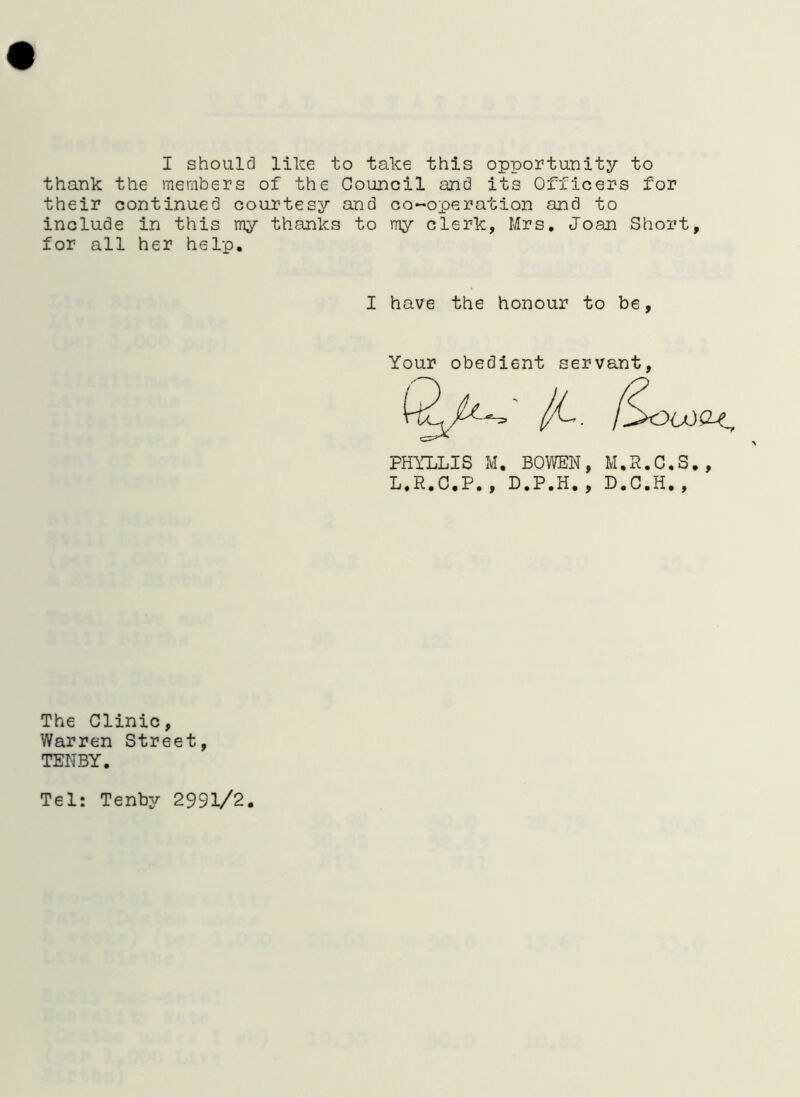 I should like to take this opportunity to
thank the members of the Council and its Officers for
their continued courtesy and co-operation and to
include in this my thanks to my clerk, Mrs. Joan Short,
for all her help.
I have the honour to be,
Your obedient servant,
PHYLLIS M. BOWEN, M.R.C.S.,
L.R.C.P., D.P.H., D.C.H.,
The Clinic,
Warren Street,
TENBY.
Tel: Tenby 2991/2.